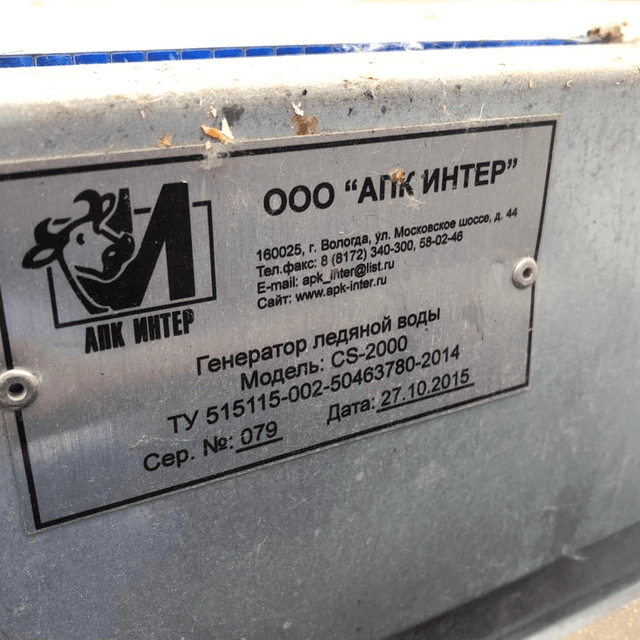 ООО "АПК ИНТЕР"
160025, г. Вологда, ул. Московское шоссе, д. 44
Тел.факс: 8 (8172) 340-300, 58-02-46
E-mail: apk_inter@list.ru
Сайт: www.apk-inter.ru
И
АПК ИНТЕР
Генератор ледяной воды
Модель: CS-2000
ТУ 515115-002-50463780-2014
Сер. №: 079 Дата: 27.10.2015